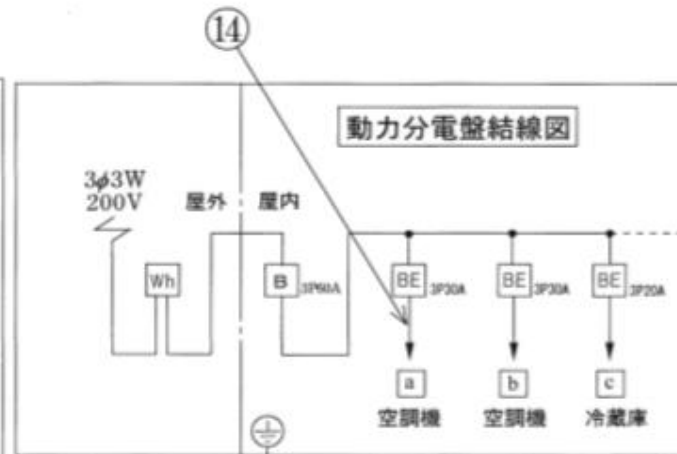 ⑭
動力分電盤結線図
3φ3W
200V
屋外
屋内
Wh
B
3P60A
BE
3P30A
BE
3P30A
BE
3P20A
a
b
c
空調機
空調機
冷蔵庫